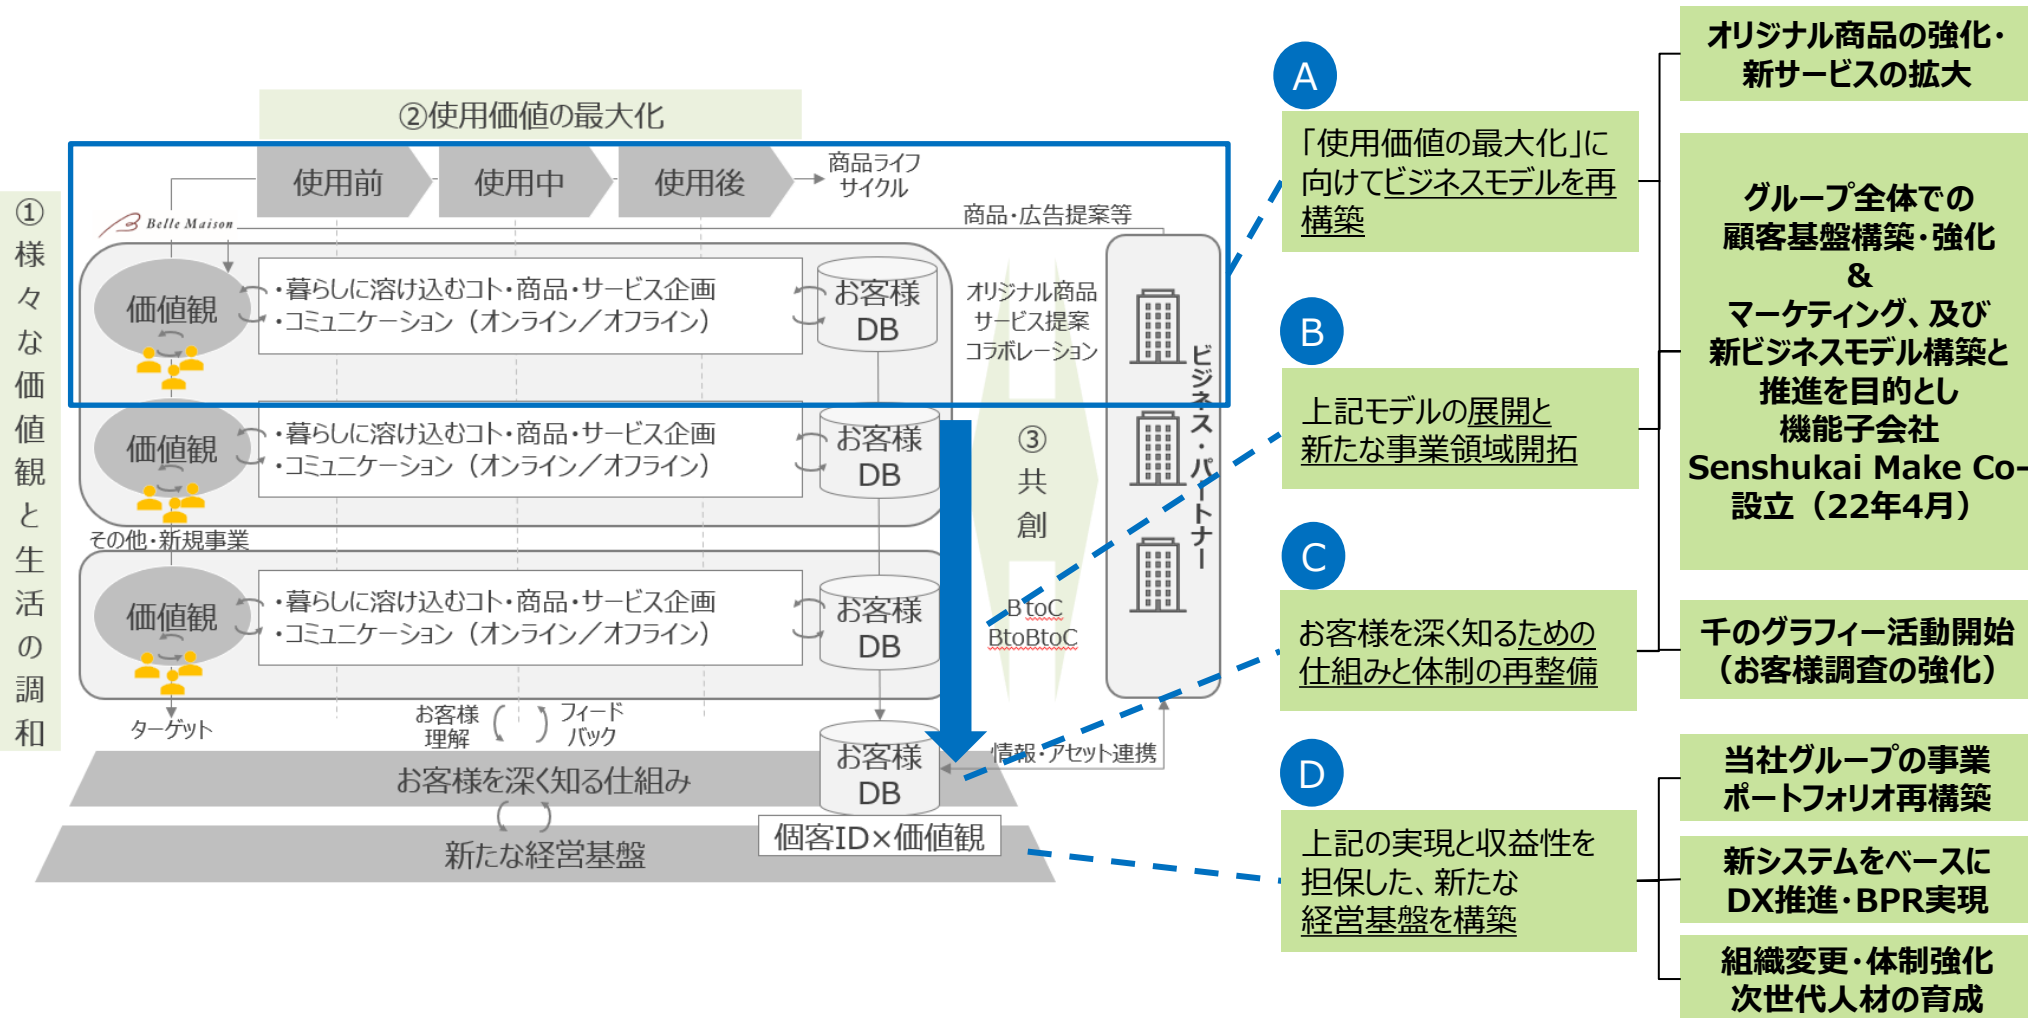 ②使用価値の最大化
使用前
使用中
使用後
商品ライフ
サイクル
①
様
々
な
価
値
観
と
生
活
の
調
和
Belle Maison
商品・広告提案等
価値観
・暮らしに溶け込むコト・商品・サービス企画
・コミュニケーション（オンライン／オフライン）
お客様
DB
オリジナル商品
サービス提案
コラボレーション
価値観
・暮らしに溶け込むコト・商品・サービス企画
・コミュニケーション（オンライン／オフライン）
お客様
DB
③
共
創
ビジネス・パートナー
その他・新規事業
価値観
・暮らしに溶け込むコト・商品・サービス企画
・コミュニケーション（オンライン／オフライン）
お客様
DB
BtoC
BtoBtoC
ターゲット
お客様
理解
フィード
バック
お客様を深く知る仕組み
お客様
DB
情報・アセット連携
個客ID×価値観
新たな経営基盤
A
「使用価値の最大化」に
向けてビジネスモデルを再
構築
B
上記モデルの展開と
新たな事業領域開拓
C
お客様を深く知るための
仕組みと体制の再整備
D
上記の実現と収益性を
担保した、新たな
経営基盤を構築
オリジナル商品の強化・
新サービスの拡大
グループ全体での
顧客基盤構築・強化
&
マーケティング、及び
新ビジネスモデル構築と
推進を目的とし
機能子会社
Senshukai Make Co-
設立（22年4月）
千のグラフィー活動開始
（お客様調査の強化）
当社グループの事業
ポートフォリオ再構築
新システムをベースに
DX推進・BPR実現
組織変更・体制強化
次世代人材の育成